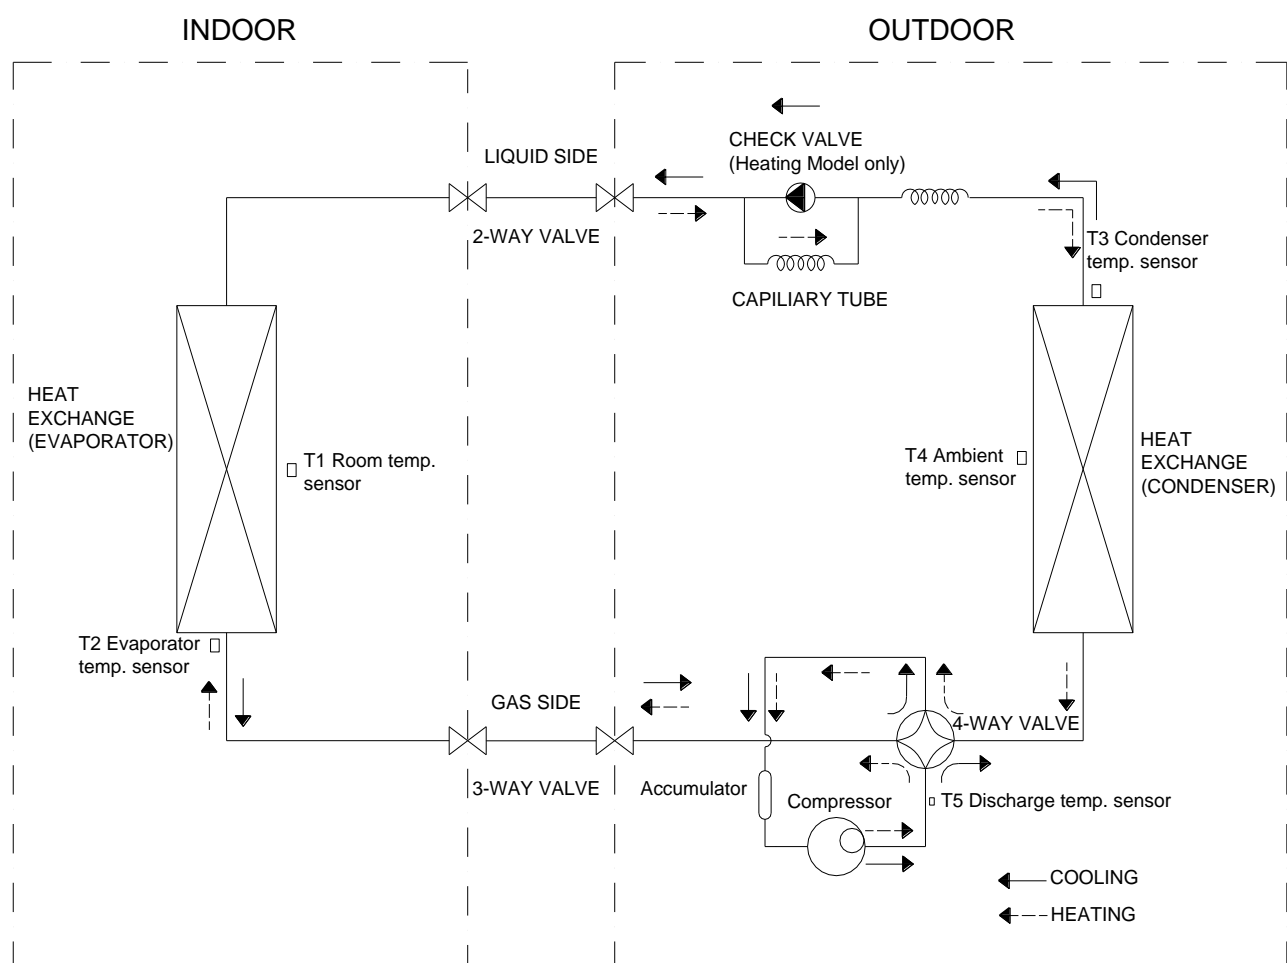 INDOOR
OUTDOOR
LIQUID SIDE
CHECK VALVE
(Heating Model only)
2-WAY VALVE
T3 Condenser
temp. sensor
CAPILIARY TUBE
HEAT
EXCHANGE
(EVAPORATOR)
T1 Room temp.
sensor
T4 Ambient
temp. sensor
HEAT
EXCHANGE
(CONDENSER)
T2 Evaporator
temp. sensor
GAS SIDE
4-WAY VALVE
3-WAY VALVE
Accumulator
Compressor
T5 Discharge temp. sensor
COOLING
HEATING